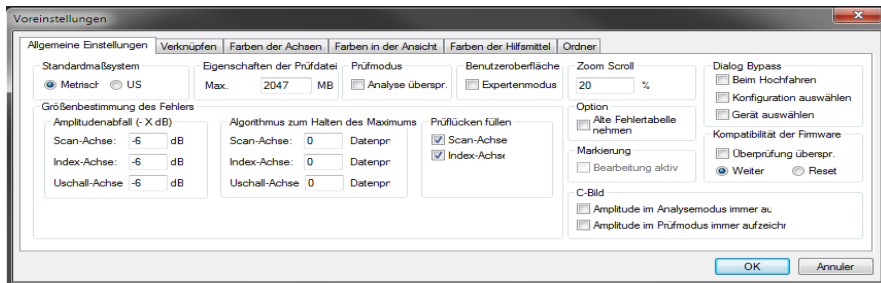 Voreinstellungen
Allgemeine Einstellungen Verknüpfen Farben der Achsen Farben in der Ansicht Farben der Hilfsmittel Ordner
Standardmaßsystem
Metrisch US
Eigenschaften der Prüfdatei
Max. 2047 MB
Prüfmodus
Analyse überspr.
Benutzeroberfläche
Expertenmodus
Zoom Scroll
20 %
Dialog Bypass
Beim Hochfahren
Konfiguration auswählen
Gerät auswählen
Größenbestimmung des Fehlers
Amplitudenabfall (- X dB)
Scan-Achse: -6 dB
Index-Achse: -6 dB
Uschall-Achse -6 dB
Algorithmus zum Halten des Maximums
Scan-Achse: 0 Datenpr
Index-Achse: 0 Datenpr
Uschall-Achse 0 Datenpr
Prüflücken füllen
Scan-Achse
Index-Achse
Option
Alte Fehlertabelle
nehmen
Markierung
Bearbeitung aktiv
Kompatibilität der Firmware
Überprüfung überspr.
Weiter Reset
C-Bild
Amplitude im Analysemodus immer au
Amplitude im Prüfmodus immer aufzeichr
OK Annuler